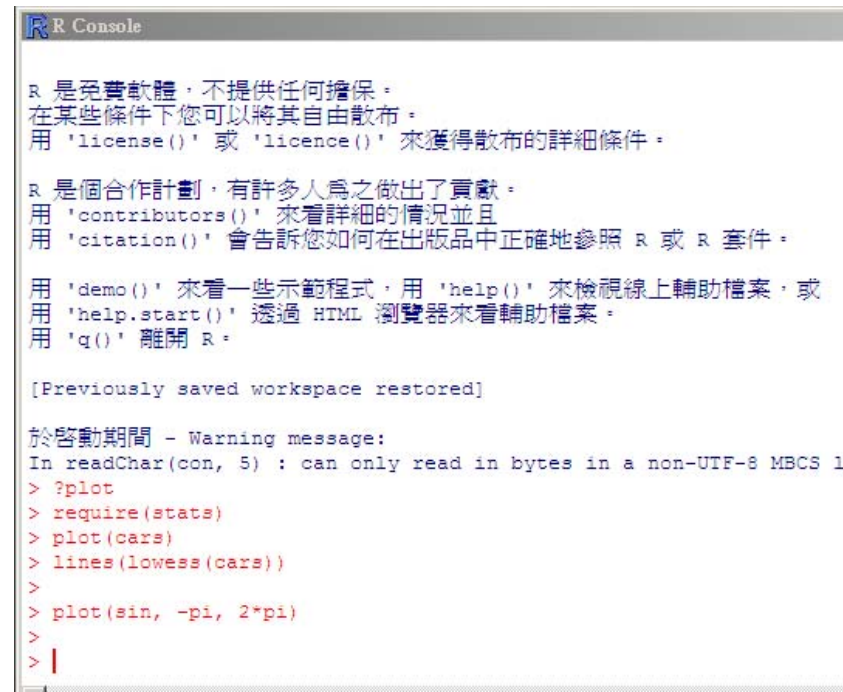 R Console
R 是免費軟體，不提供任何擔保。
在某些條件下您可以將其自由散布。
用 'license()' 或 'licence()' 來獲得散布的詳細條件。
R 是個合作計劃，有許多人為之做出了貢獻。
用 'contributors()' 來看詳細的情況並且
用 'citation()' 會告訴您如何在出版品中正確地參照 R 或 R 套件。
用 'demo()' 來看一些示範程式，用 'help()' 來檢視線上輔助檔案，或
用 'help.start()' 透過 HTML 瀏覽器來看輔助檔案。
用 'q()' 離開 R。
[Previously saved workspace restored]
於啟動期間 - Warning message:
In readChar(con, 5) : can only read in bytes in a non-UTF-8 MBCS l
> ?plot
> require(stats)
> plot(cars)
> lines(lowess(cars))
>
> plot(sin, -pi, 2*pi)
>
>